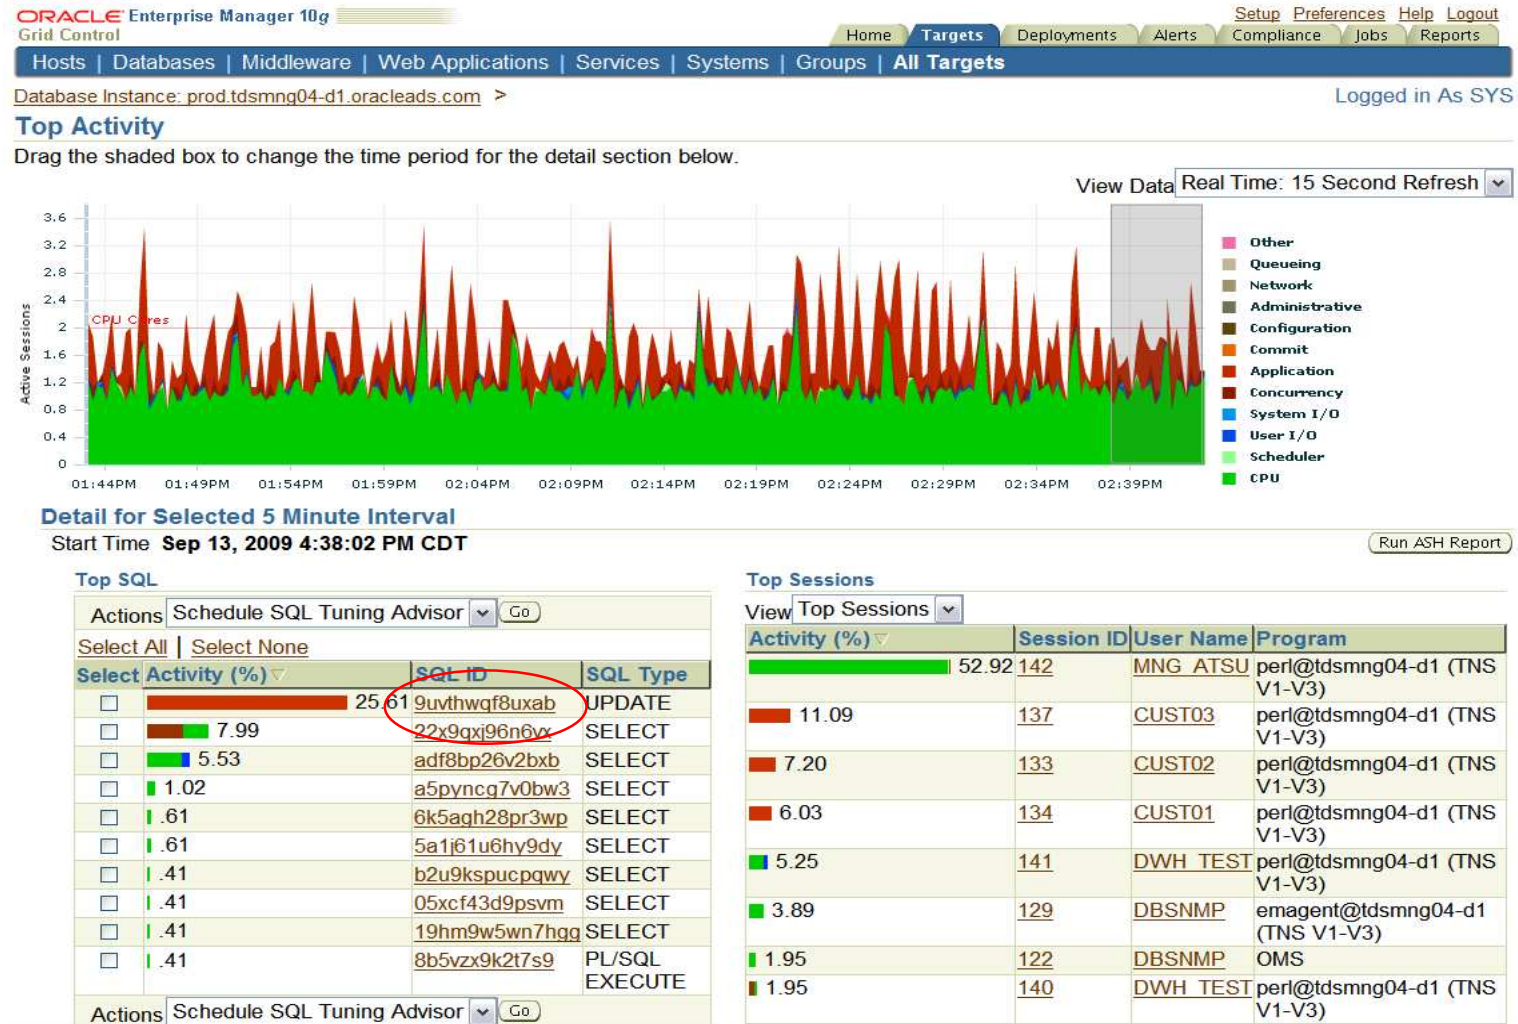 ORACLE Enterprise Manager 10g
Grid Control
Setup Preferences Help Logout
Home Targets Deployments Alerts Compliance Jobs Reports
Hosts | Databases | Middleware | Web Applications | Services | Systems | Groups | All Targets
Database Instance: prod.tdsmng04-d1.oracleads.com >
Logged in As SYS
Top Activity
Drag the shaded box to change the time period for the detail section below.
View Data Real Time: 15 Second Refresh
Active Sessions
3.6
3.2
2.8
2.4
2
1.6
1.2
0.8
0.4
0
CPU Cores
01:44PM 01:49PM 01:54PM 01:59PM 02:04PM 02:09PM 02:14PM 02:19PM 02:24PM 02:29PM 02:34PM 02:39PM
Other
Queueing
Network
Administrative
Configuration
Commit
Application
Concurrency
System I/O
User I/O
Scheduler
CPU
Detail for Selected 5 Minute Interval
Start Time Sep 13, 2009 4:38:02 PM CDT
Run ASH Report
Top SQL
Actions Schedule SQL Tuning Advisor Go
Select All | Select None
Select Activity (%) SQL ID SQL Type
25.61 9uvthwqf8uxab UPDATE
7.99 22x9qxj96n6vx SELECT
5.53 adf8bp26v2bxb SELECT
1.02 a5pyncg7v0bw3 SELECT
.61 6k5agh28pr3wp SELECT
.61 5a1j61u6hy9dy SELECT
.41 b2u9kspucpqwy SELECT
.41 05xcf43d9psvm SELECT
.41 19hm9w5wn7hgg SELECT
.41 8b5vzx9k2t7s9 PL/SQL
EXECUTE
Actions Schedule SQL Tuning Advisor Go
Top Sessions
View Top Sessions
Activity (%) Session ID User Name Program
52.92 142 MNG_ATSU perl@tdsmng04-d1 (TNS
V1-V3)
11.09 137 CUST03 perl@tdsmng04-d1 (TNS
V1-V3)
7.20 133 CUST02 perl@tdsmng04-d1 (TNS
V1-V3)
6.03 134 CUST01 perl@tdsmng04-d1 (TNS
V1-V3)
5.25 141 DWH_TEST perl@tdsmng04-d1 (TNS
V1-V3)
3.89 129 DBSNMP emagent@tdsmng04-d1
(TNS V1-V3)
1.95 122 DBSNMP OMS
1.95 140 DWH_TEST perl@tdsmng04-d1 (TNS
V1-V3)